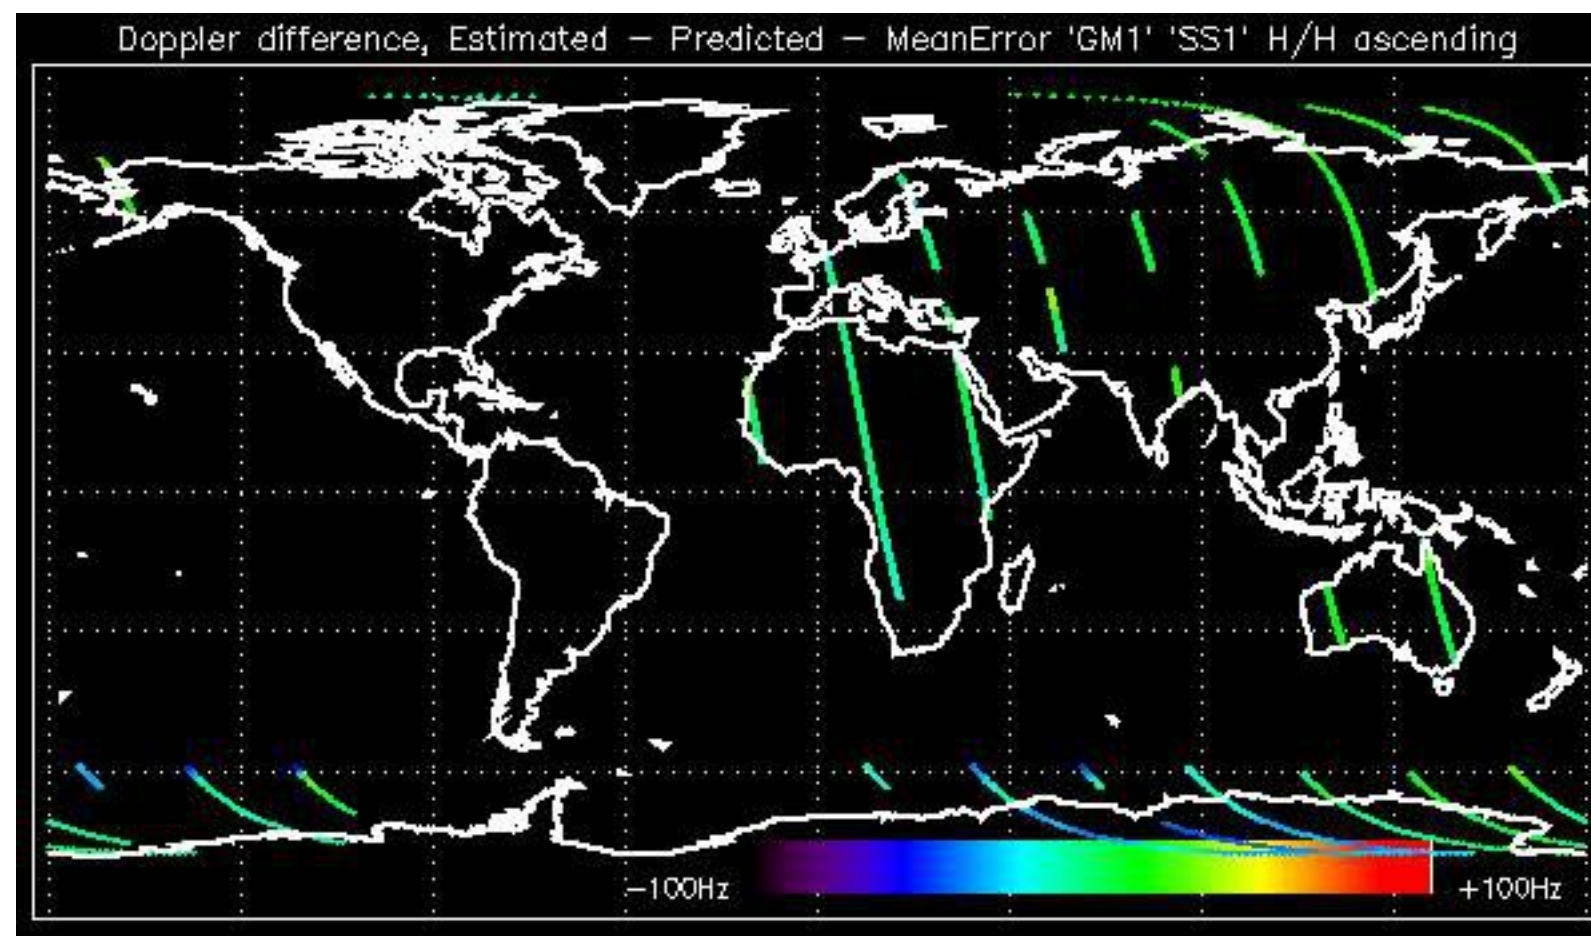 Doppler difference, Estimated – Predicted – MeanError 'GM1' 'SS1' H/H ascending
–100Hz
+100Hz